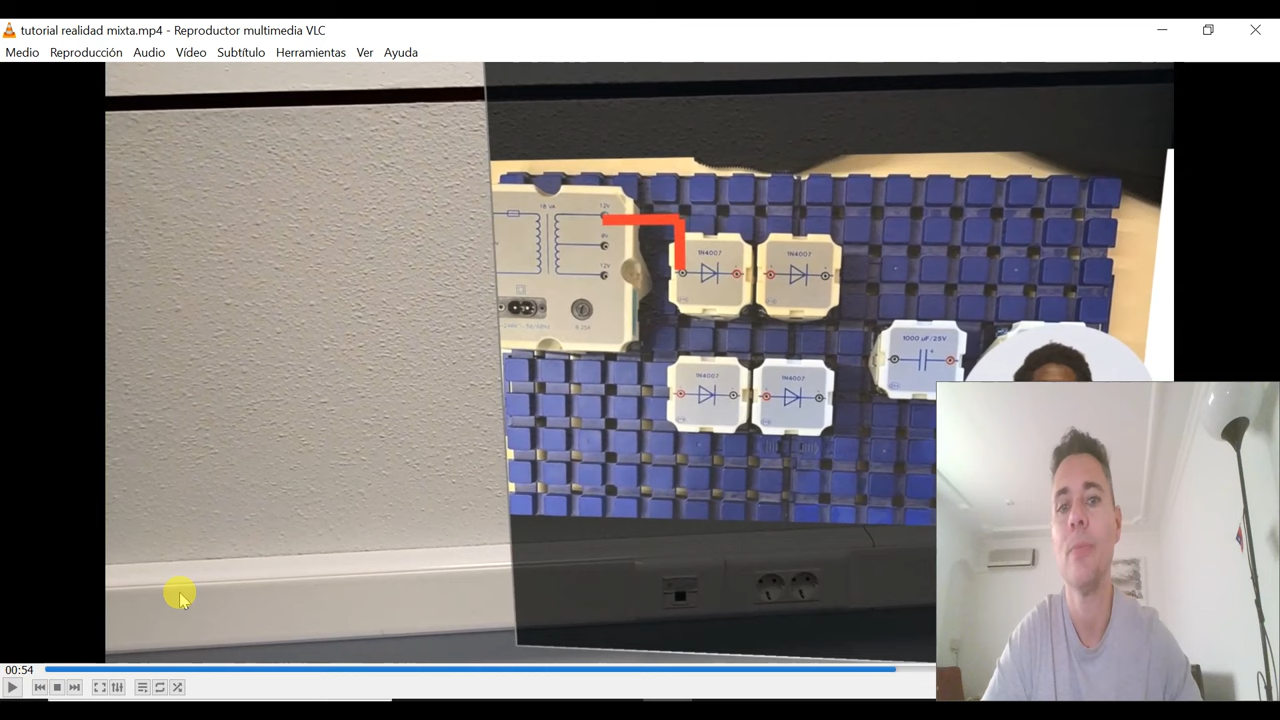 tutorial realidad mixta.mp4 - Reproductor multimedia VLC
Medio Reproducción Audio Vídeo Subtítulo Herramientas Ver Ayuda
18 VA
12V
12V
1N4007
1N4007
1000 µF/25V
1N4007
1N4007
00:54